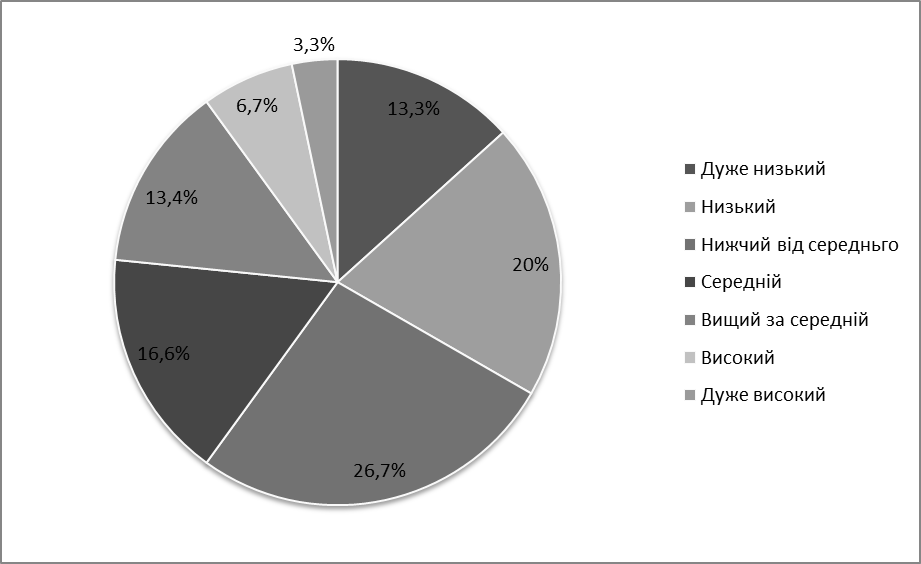 3,3%
13,3%
6,7%
13,4%
20%
16,6%
26,7%
Дуже низький
Низький
Нижчий від середнього
Середній
Вищий за середній
Високий
Дуже високий